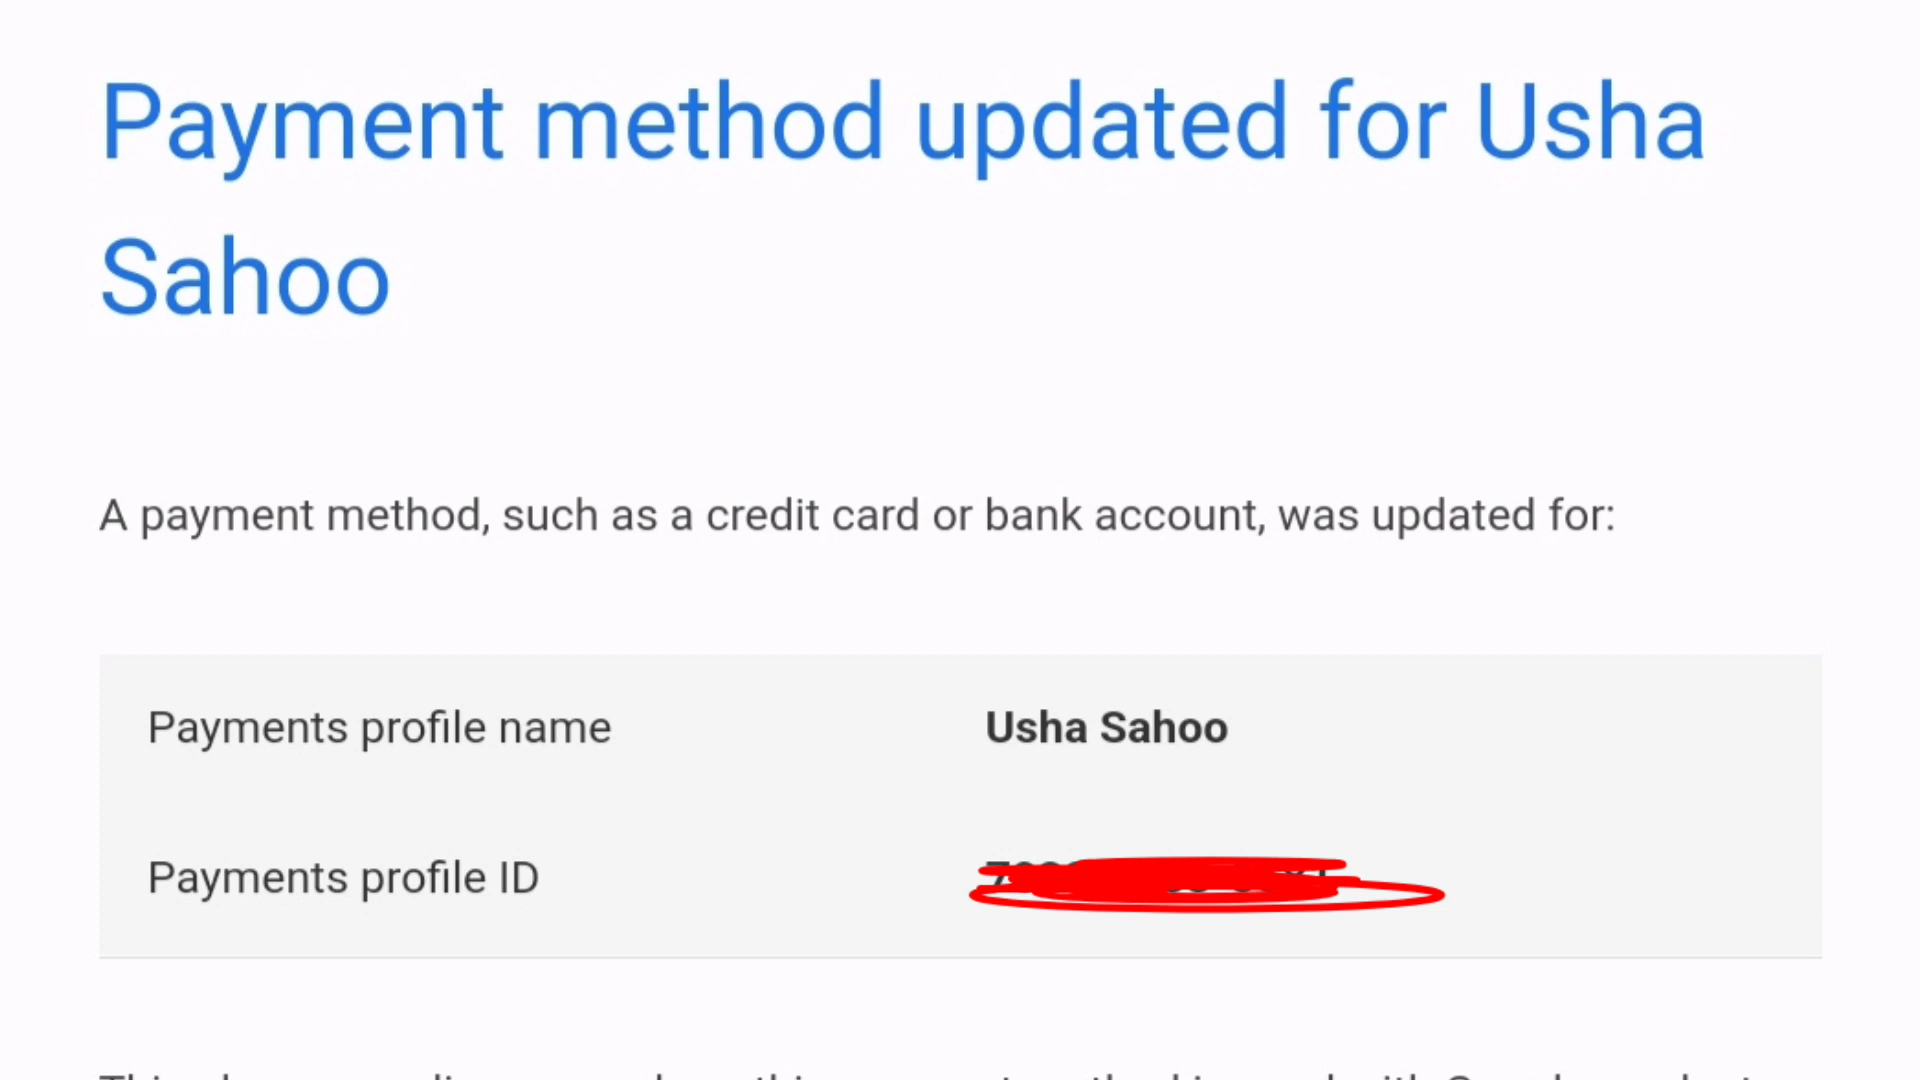 Payment method updated for Usha
Sahoo
A payment method, such as a credit card or bank account, was updated for:
Payments profile name
Usha Sahoo
Payments profile ID